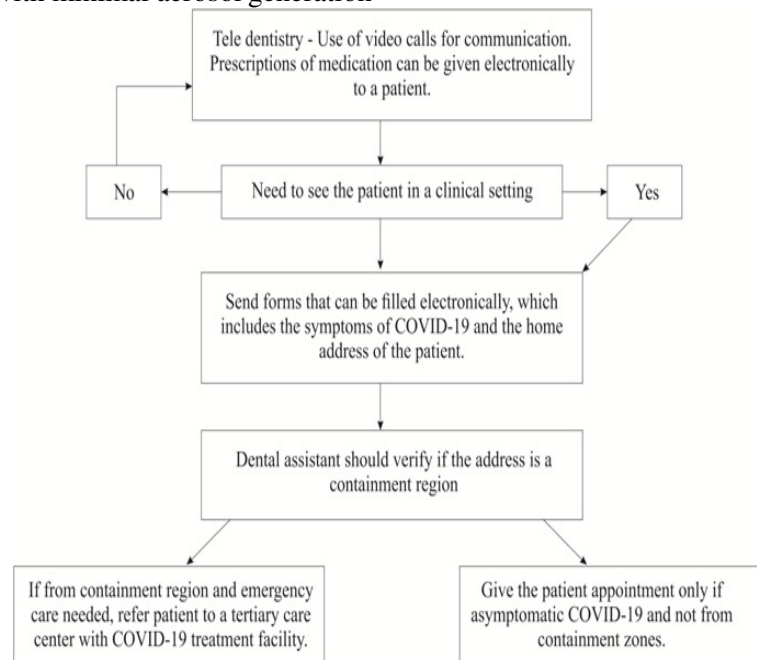 with minimal aerosol generation
Tele dentistry - Use of video calls for communication.
Prescriptions of medication can be given electronically
to a patient.
No
Need to see the patient in a clinical setting
Yes
Send forms that can be filled electronically, which
includes the symptoms of COVID-19 and the home
address of the patient.
Dental assistant should verify if the address is a
containment region
If from containment region and emergency
care needed, refer patient to a tertiary care
center with COVID-19 treatment facility.
Give the patient appointment only if
asymptomatic COVID-19 and not from
containment zones.